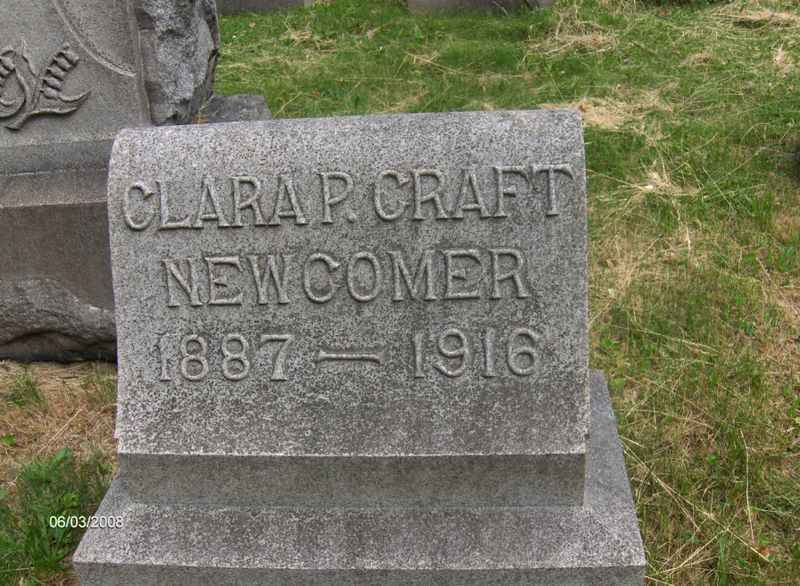 CLARA P. CRAFT
NEWCOMER
1887 — 1916
06/03/2008